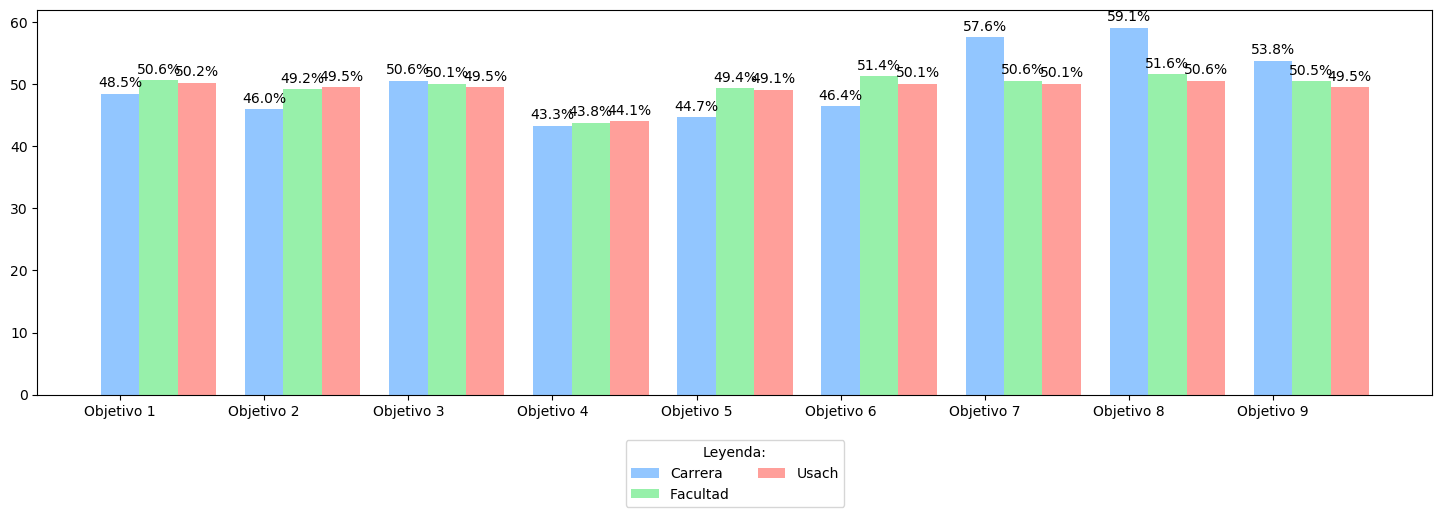 60
50
40
30
20
10
0
48.5% 50.6% 50.2%
46.0% 49.2% 49.5%
50.6% 50.1% 49.5%
43.3% 43.8% 44.1%
44.7% 49.4% 49.1%
46.4% 51.4% 50.1%
57.6% 50.6% 50.1%
59.1% 51.6% 50.6%
53.8% 50.5% 49.5%
Objetivo 1 Objetivo 2 Objetivo 3 Objetivo 4 Objetivo 5 Objetivo 6 Objetivo 7 Objetivo 8 Objetivo 9
Leyenda:
Carrera Usach
Facultad